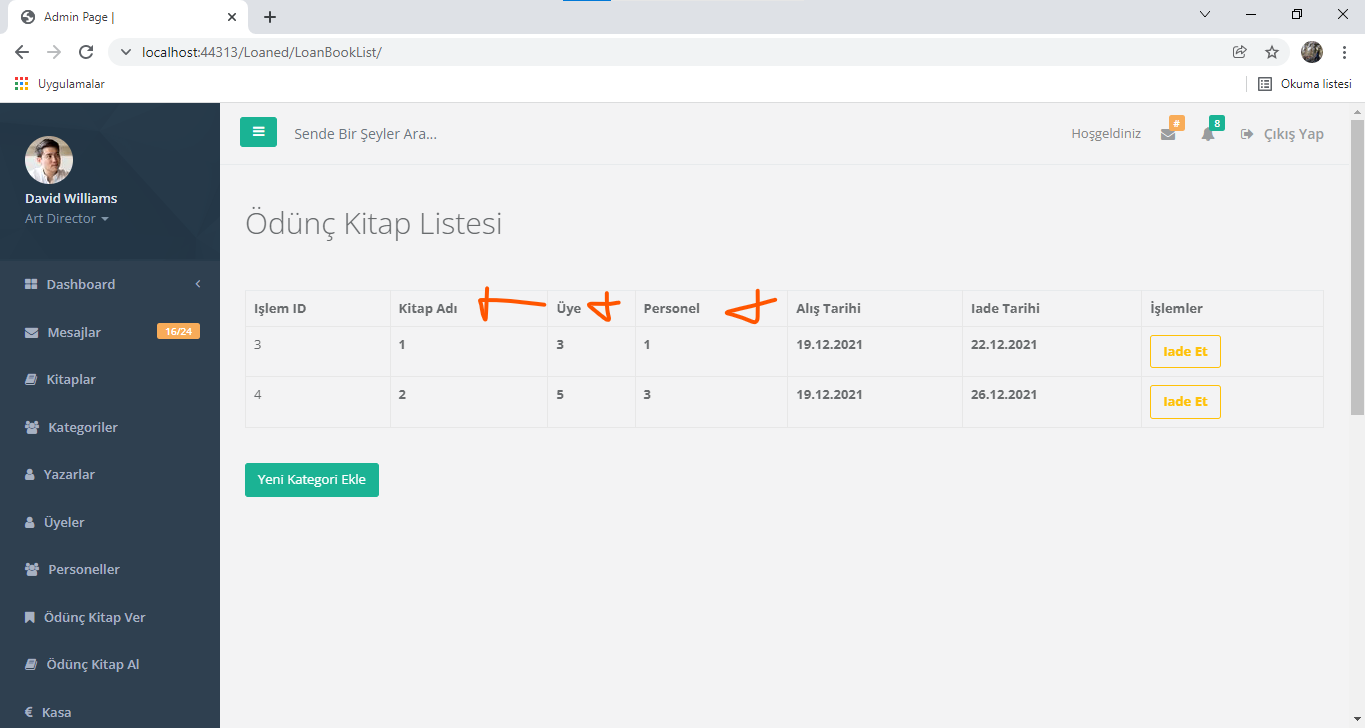 Admin Page |
localhost:44313/Loaned/LoanBookList/
Uygulamalar
Okuma listesi
David Williams
Art Director
Dashboard
Mesajlar 16/24
Kitaplar
Kategoriler
Yazarlar
Üyeler
Personeller
Ödünç Kitap Ver
Ödünç Kitap Al
€ Kasa
Sende Bir Şeyler Ara...
Hoşgeldiniz # 8 Çıkış Yap
Ödünç Kitap Listesi
Işlem ID Kitap Adı Üye Personel Alış Tarihi Iade Tarihi İşlemler
3 1 3 1 19.12.2021 22.12.2021 Iade Et
4 2 5 3 19.12.2021 26.12.2021 Iade Et
Yeni Kategori Ekle